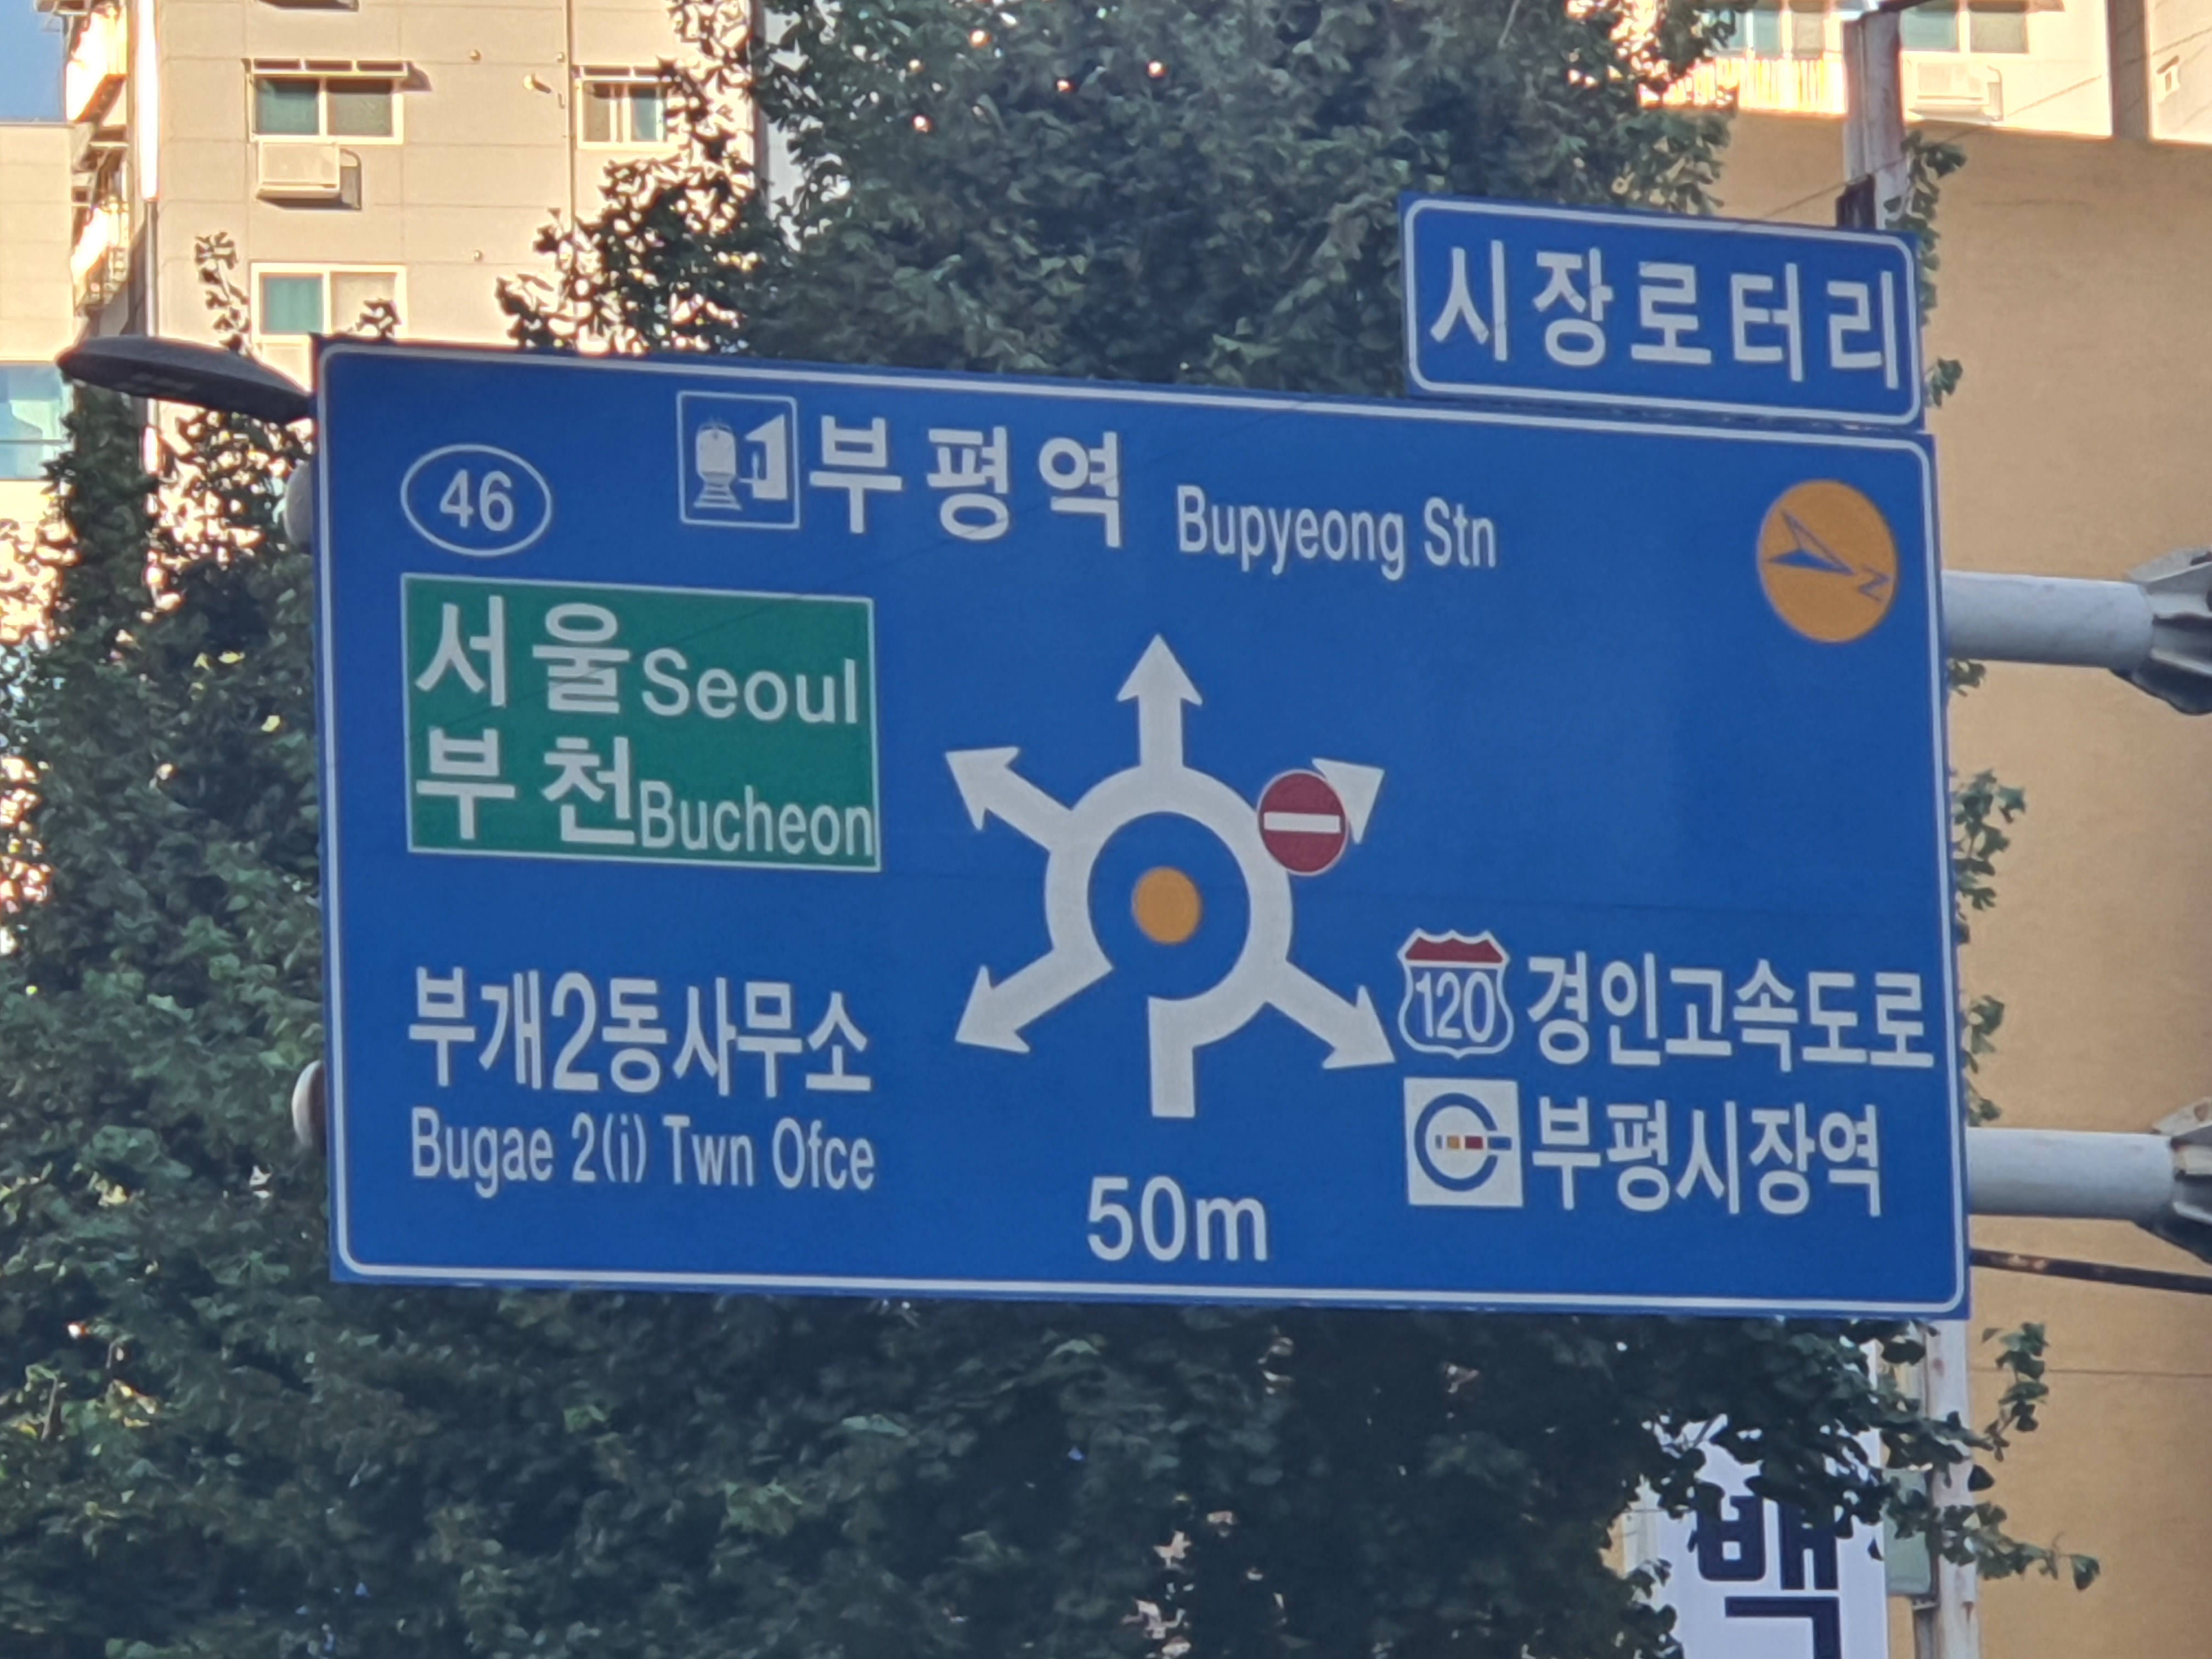 시장로터리
46
부평역 Bupyeong Stn
N
서울 Seoul
부천 Bucheon
부개2동사무소
Bugae 2(i) Twn Ofce
120 경인고속도로
부평시장역
50m
백